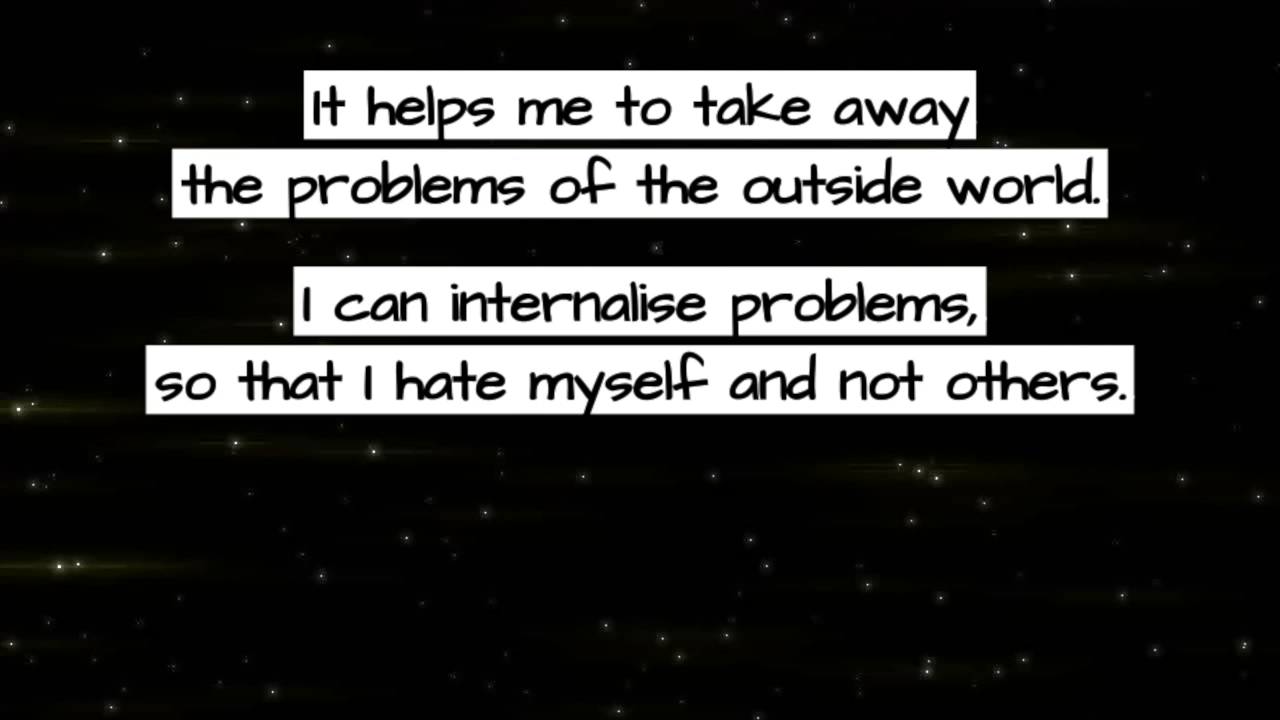 It helps me to take away
the problems of the outside world.
I can internalise problems,
so that I hate myself and not others.